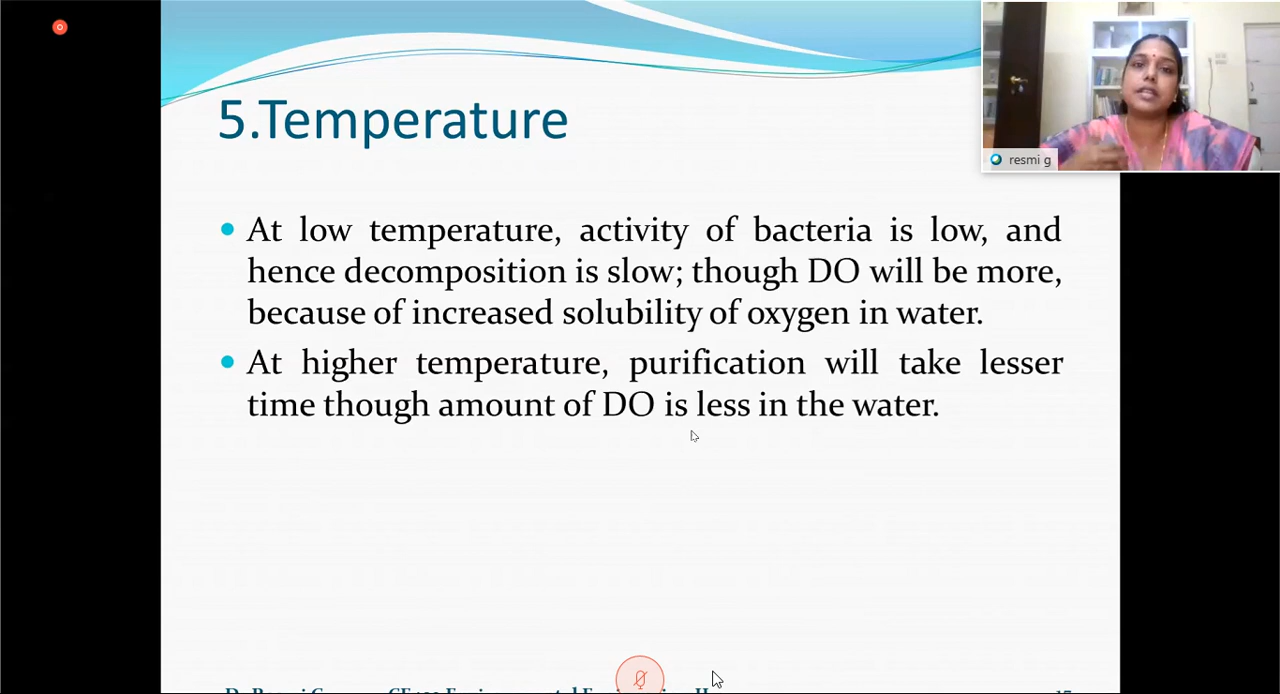 5.Temperature
resmi g
• At low temperature, activity of bacteria is low, and
hence decomposition is slow; though DO will be more,
because of increased solubility of oxygen in water.
• At higher temperature, purification will take lesser
time though amount of DO is less in the water.